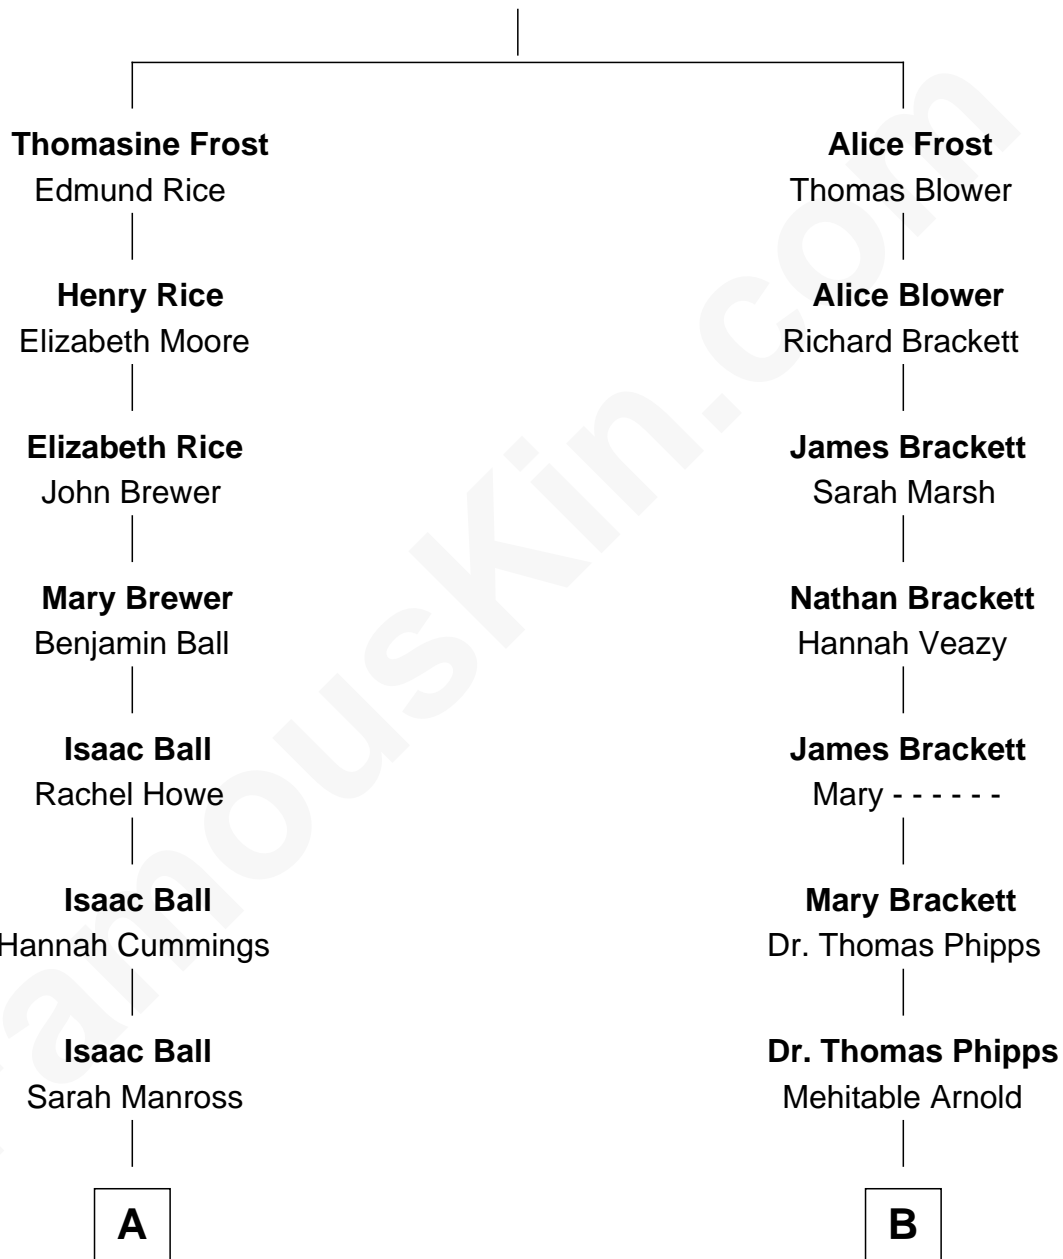 Thomasine Frost
Edmund Rice
Henry Rice
Elizabeth Moore
Elizabeth Rice
John Brewer
Mary Brewer
Benjamin Ball
Isaac Ball
Rachel Howe
Isaac Ball
Hannah Cummings
Isaac Ball
Sarah Manross
A
Alice Frost
Thomas Blower
Alice Blower
Richard Brackett
James Brackett
Sarah Marsh
Nathan Brackett
Hannah Veazy
James Brackett
Mary - - - - - -
Mary Brackett
Dr. Thomas Phipps
Dr. Thomas Phipps
Mehitable Arnold
B
famouskin.com